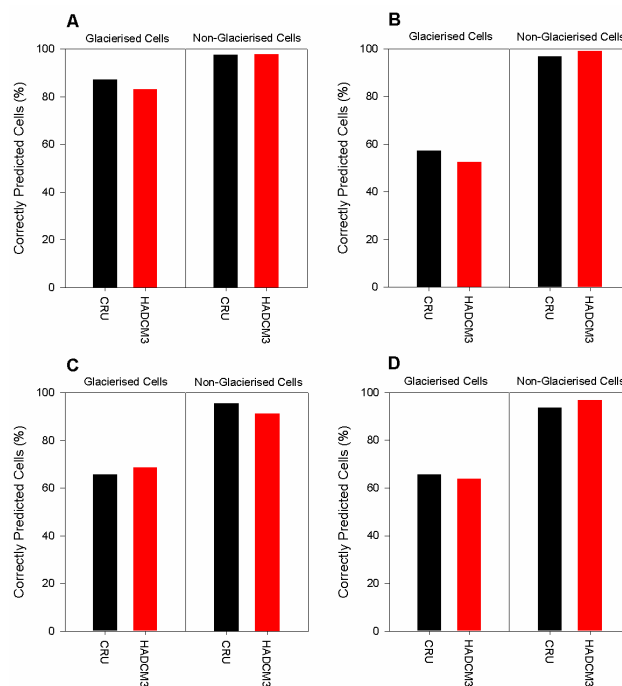 A
Glacierised Cells Non-Glacierised Cells
Correctly Predicted Cells (%)
100
80
60
40
20
0
CRU
HADCM3
CRU
HADCM3
B
Glacierised Cells Non-Glacierised Cells
Correctly Predicted Cells (%)
100
80
60
40
20
0
CRU
HADCM3
CRU
HADCM3
C
Glacierised Cells Non-Glacierised Cells
Correctly Predicted Cells (%)
100
80
60
40
20
0
CRU
HADCM3
CRU
HADCM3
D
Glacierised Cells Non-Glacierised Cells
Correctly Predicted Cells (%)
100
80
60
40
20
0
CRU
HADCM3
CRU
HADCM3